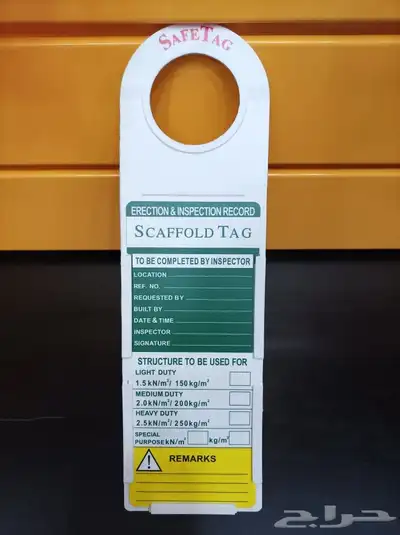 SAFETAG
ERECTION & INSPECTION RECORD
SCAFFOLD TAG
TO BE COMPLETED BY INSPECTOR
LOCATION
REF- NO.
REQUESTED BY
BUILT BY
DATE & TIME
INSPECTOR
SIGNATURE
STRUCTURE TO BE USED FOR
LIGHT DUTY
1.5 kN/m²/ 150 kg/m²
MEDIUM DUTY
2.0 kN/m²/ 200 kg/m²
HEAVY DUTY
2.5 kN/m²/ 250 kg/m²
SPECIAL
PURPOSE kN/m² kg/m²
REMARKS
حراج